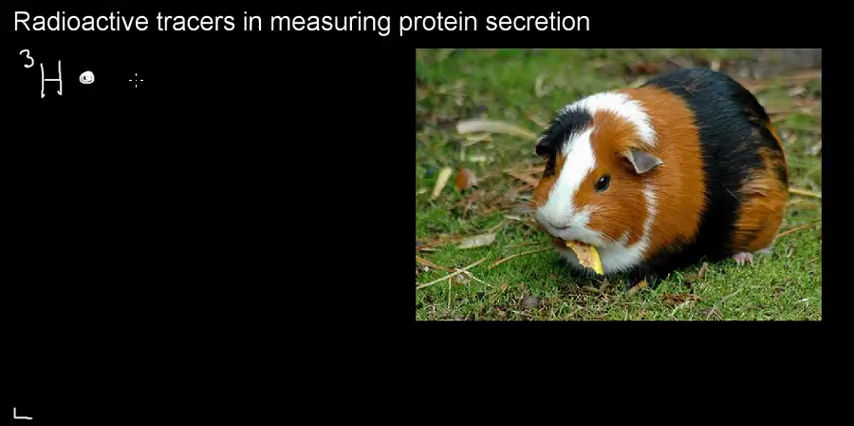 Radioactive tracers in measuring protein secretion
³H